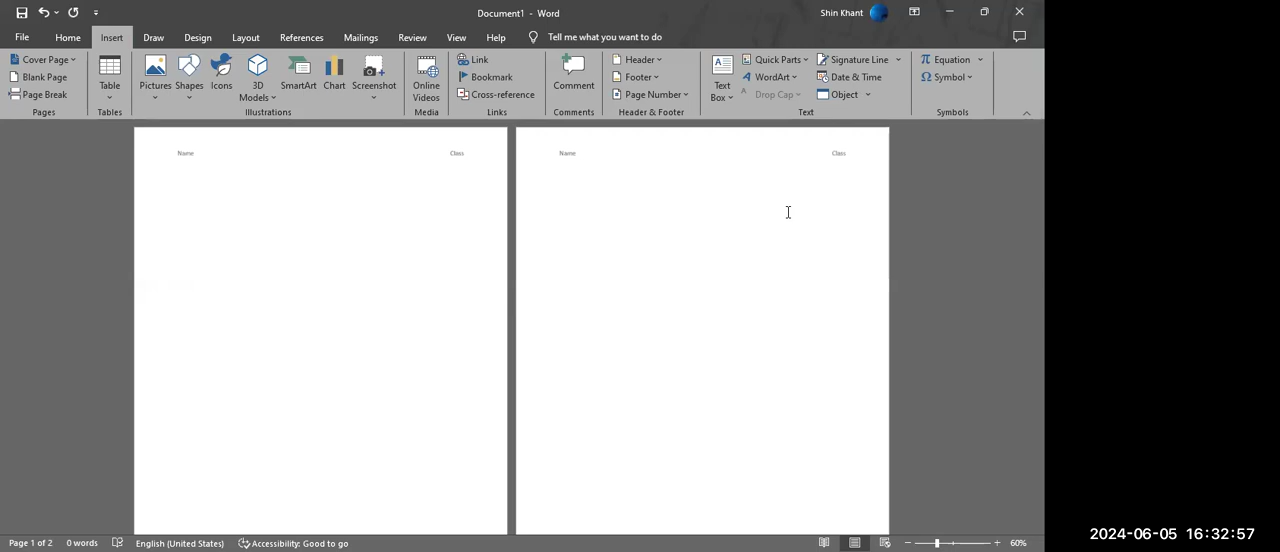 Document1 - Word
Shin Khant
File Home Insert Draw Design Layout References Mailings Review View Help Tell me what you want to do
Cover Page
Blank Page
Page Break
Pages
Table
Tables
Pictures
Shapes
Icons
3D
Models
SmartArt
Chart
Screenshot
Illustrations
Online
Videos
Media
Link
Bookmark
Cross-reference
Links
Comment
Comments
Header
Footer
Page Number
Header & Footer
Text
Box
Quick Parts
WordArt
Drop Cap
Signature Line
Date & Time
Object
Text
Equation
Symbol
Symbols
Name Class
Name Class
Page 1 of 2 0 words English (United States) Accessibility: Good to go 60%
2024-06-05 16:32:57